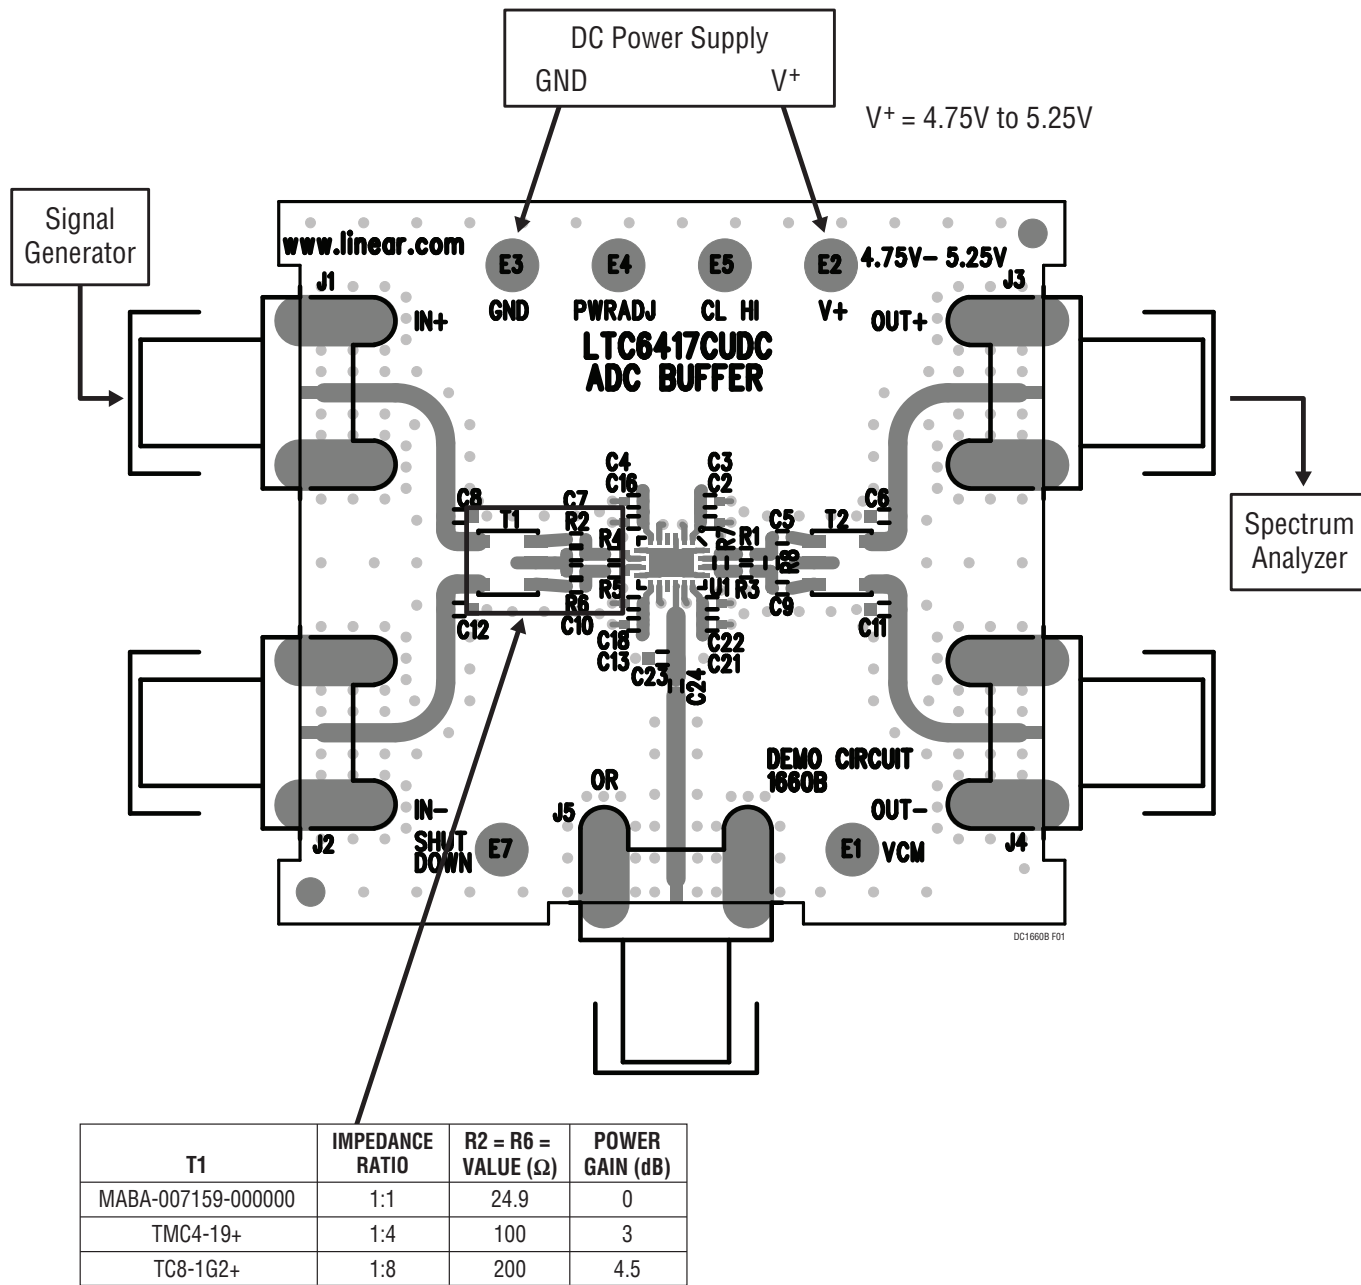 DC Power Supply
GND V+
V+ = 4.75V to 5.25V
Signal
Generator
www.linear.com
E3 E4 E5 E2 4.75V- 5.25V
J1 J3
IN+ GND PWRADJ CL HI V+ OUT+
LTC6417CUDC
ADC BUFFER
Spectrum
Analyzer
C4 C3
C16 C2
C8 C7 C6
T1 R2 R4 R7 R1 C5 T2
R8
R6 R5 U1 R3 C9
C12 C10 C11
C18 C22
C13 C21
C23 C24
DEMO CIRCUIT
1660B
OR
IN- J5 OUT-
J2 J4
SHUT
DOWN E7 E1 VCM
DC1660B F01
T1 IMPEDANCE RATIO R2 = R6 = VALUE (Ω) POWER GAIN (dB)
MABA-007159-000000 1:1 24.9 0
TMC4-19+ 1:4 100 3
TC8-1G2+ 1:8 200 4.5